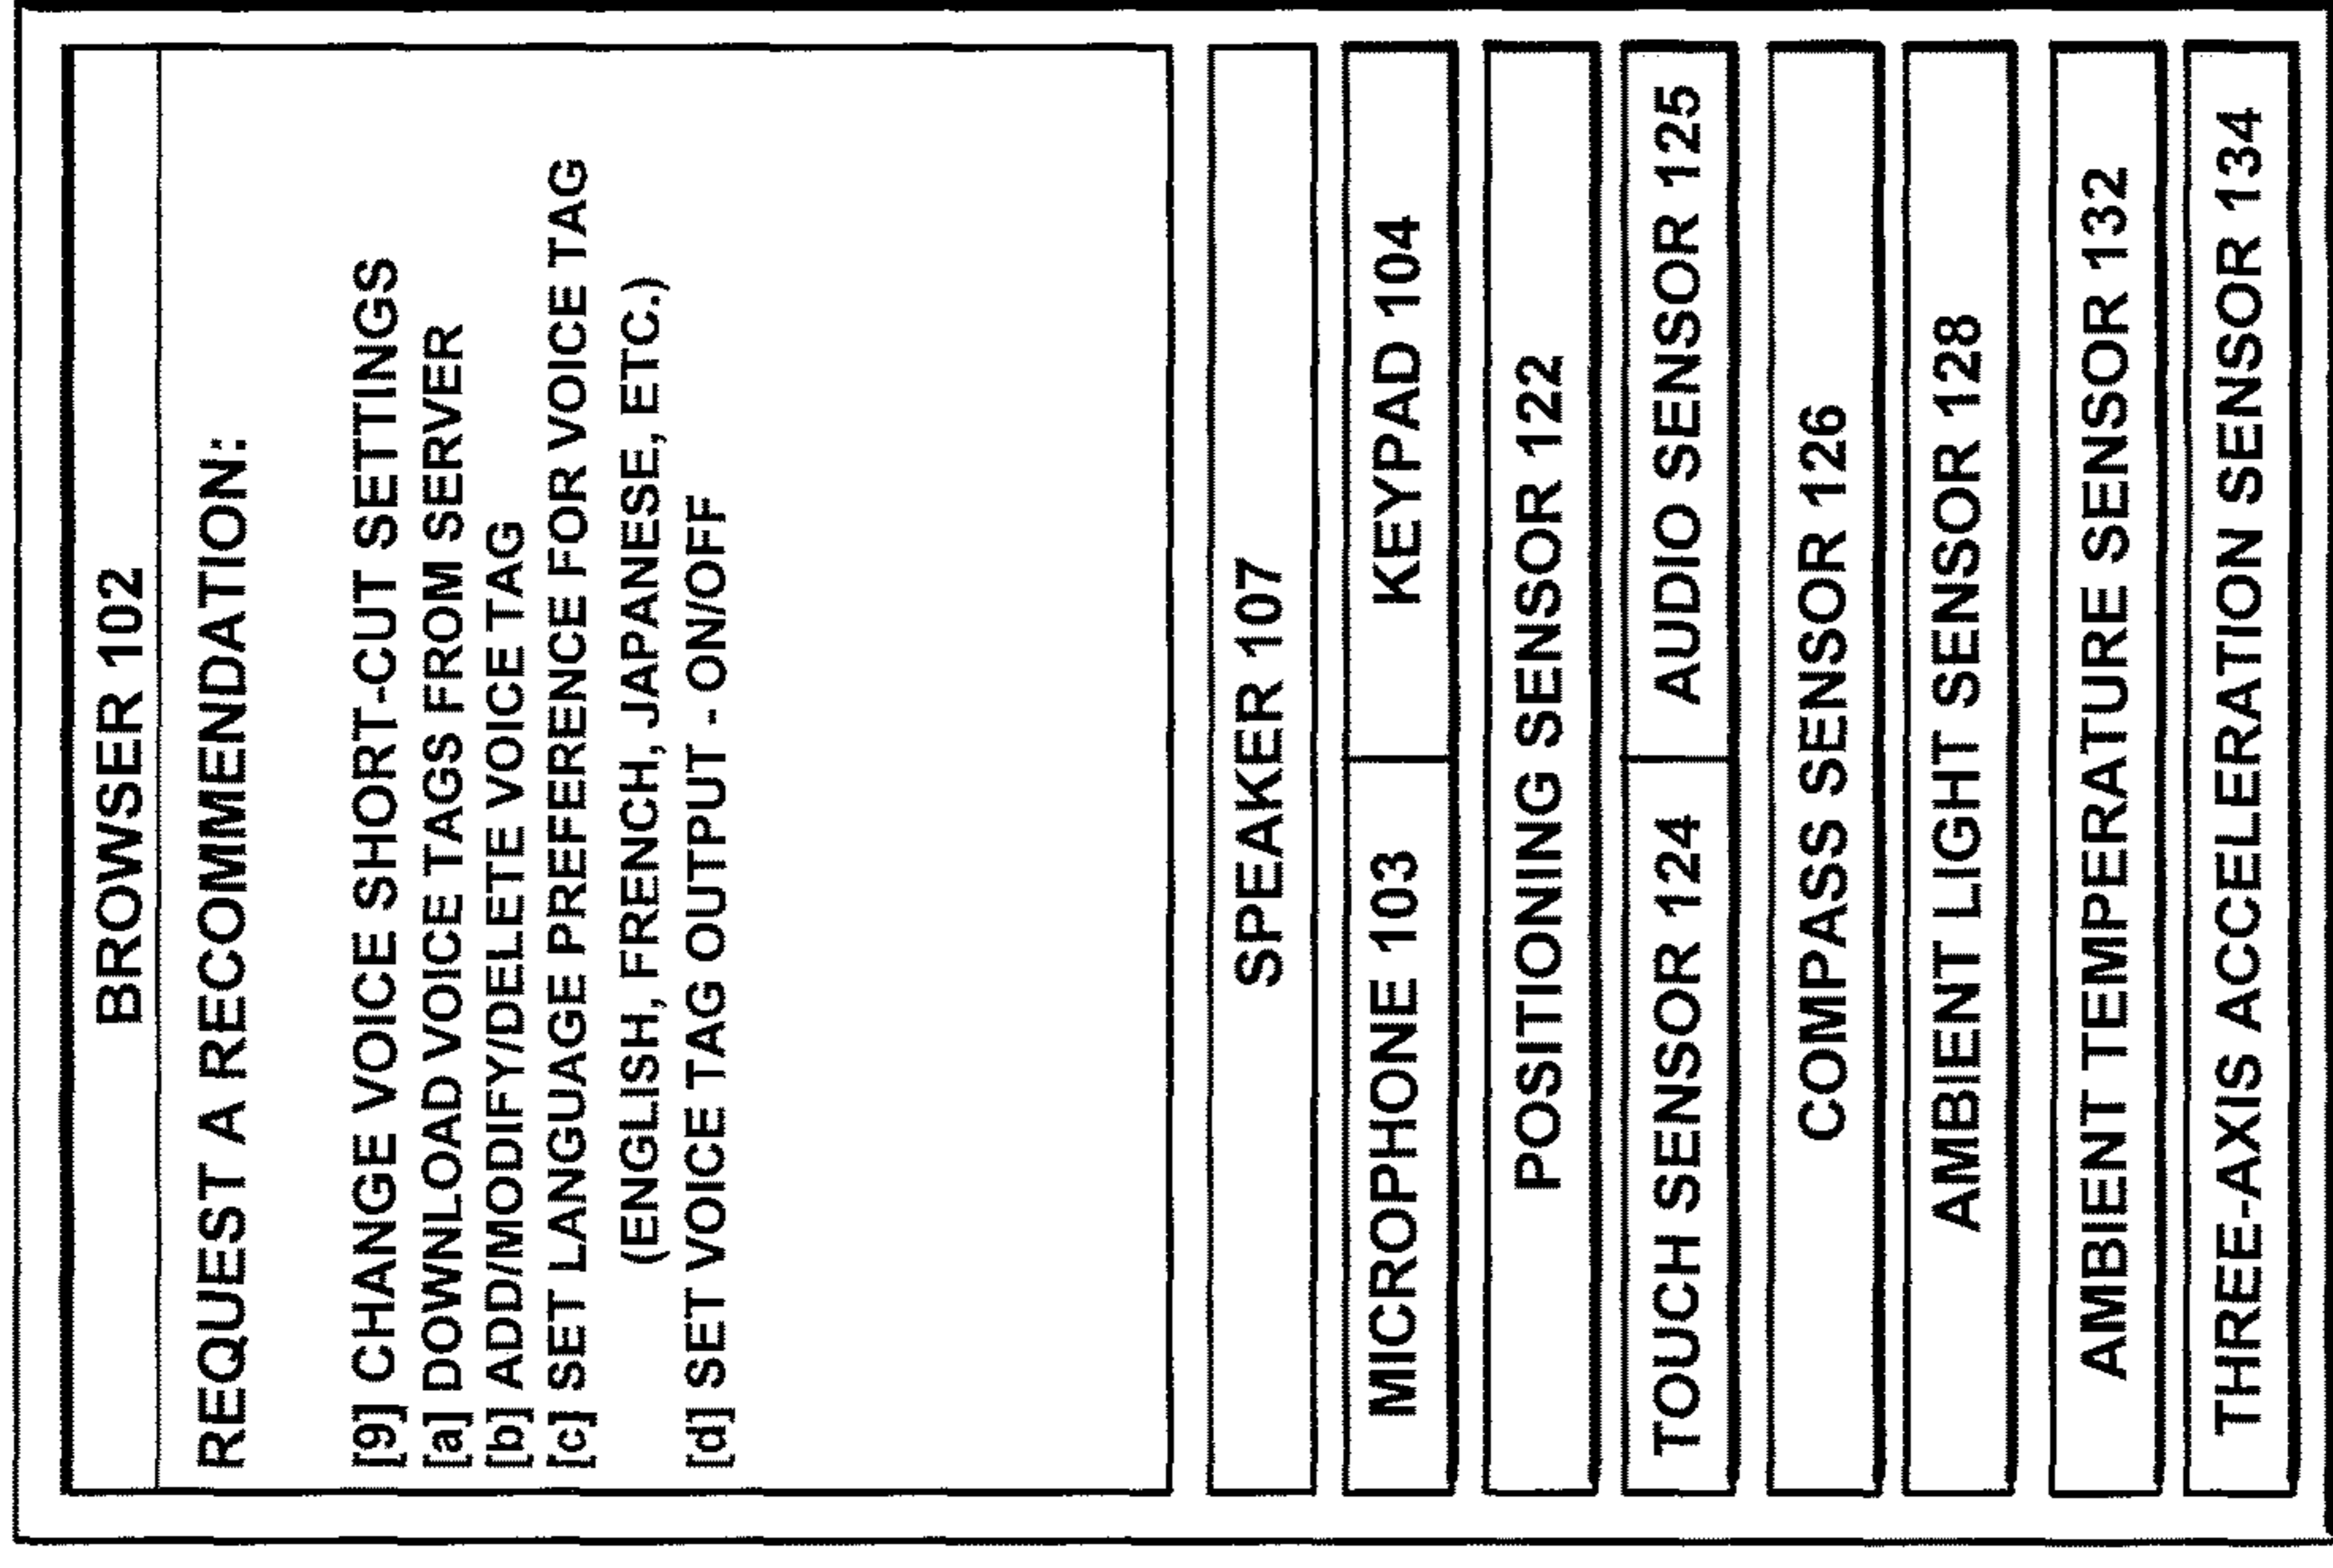 BROWSER 102
REQUEST A RECOMMENDATION:
[9] CHANGE VOICE SHORT-CUT SETTINGS
[a] DOWNLOAD VOICE TAGS FROM SERVER
[b] ADD/MODIFY/DELETE VOICE TAG
[c] SET LANGUAGE PREFERENCE FOR VOICE TAG
(ENGLISH, FRENCH, JAPANESE, ETC.)
[d] SET VOICE TAG OUTPUT - ON/OFF
SPEAKER 107
MICROPHONE 103 KEYPAD 104
POSITIONING SENSOR 122
TOUCH SENSOR 124 AUDIO SENSOR 125
COMPASS SENSOR 126
AMBIENT LIGHT SENSOR 128
AMBIENT TEMPERATURE SENSOR 132
THREE-AXIS ACCELERATION SENSOR 134